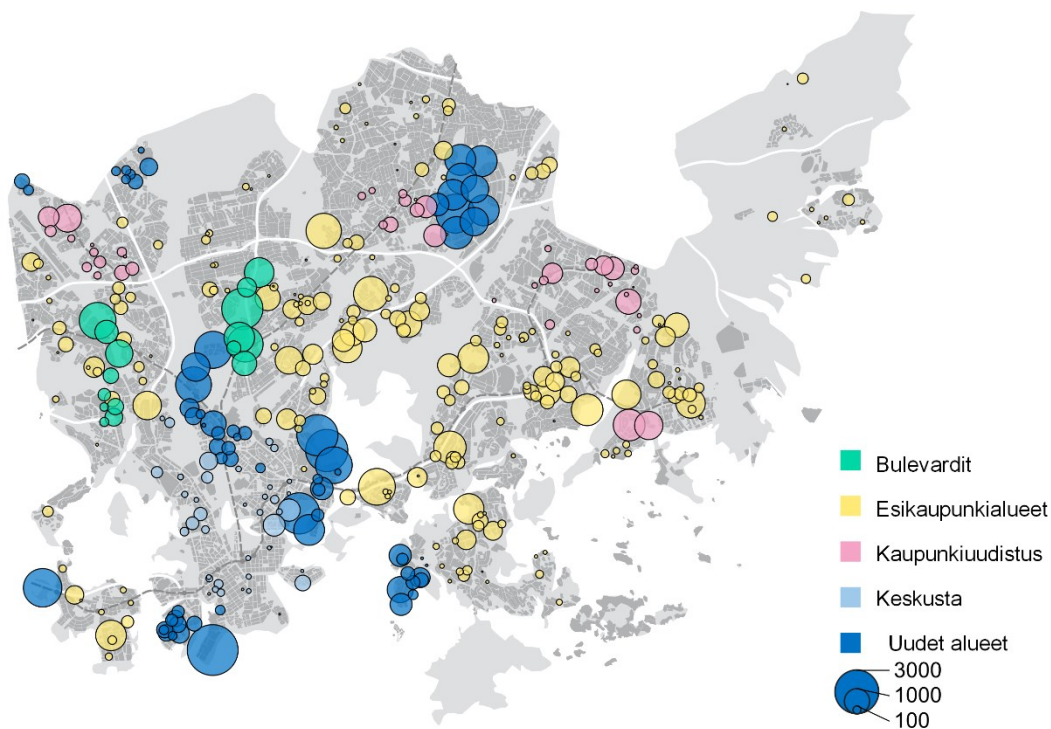 Bulevardit
Esikaupunkialueet
Kaupunkiuudistus
Keskusta
Uudet alueet
3000
1000
100